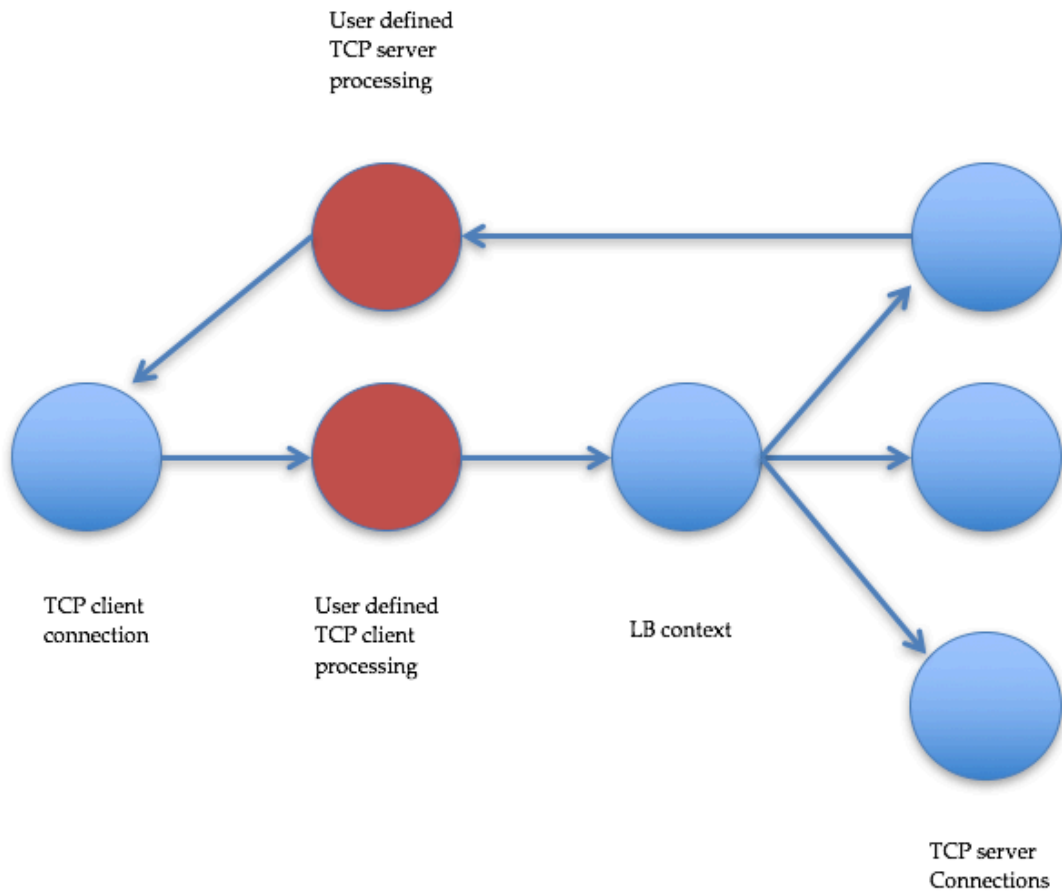 User defined
TCP server
processing
TCP client
connection
User defined
TCP client
processing
LB context
TCP server
Connections